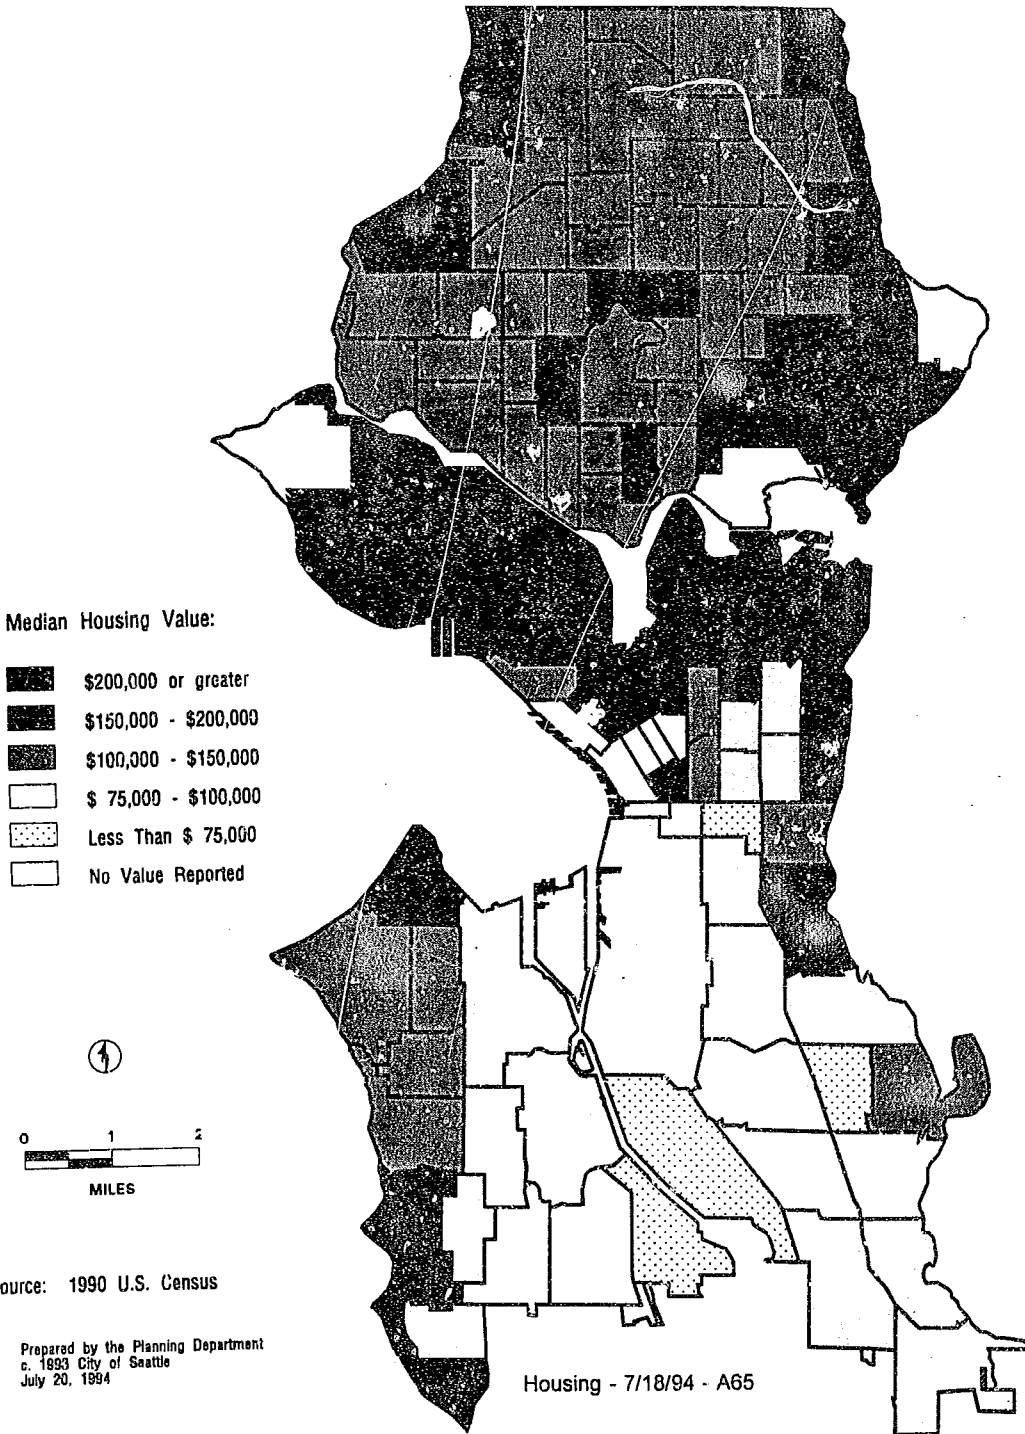 Median Housing Value:
$200,000 or greater
$150,000 - $200,000
$100,000 - $150,000
$ 75,000 - $100,000
Less Than $ 75,000
No Value Reported
0 1 2
MILES
ource: 1990 U.S. Census
Prepared by the Planning Department
c. 1993 City of Seattle
July 20, 1994
Housing - 7/18/94 - A65